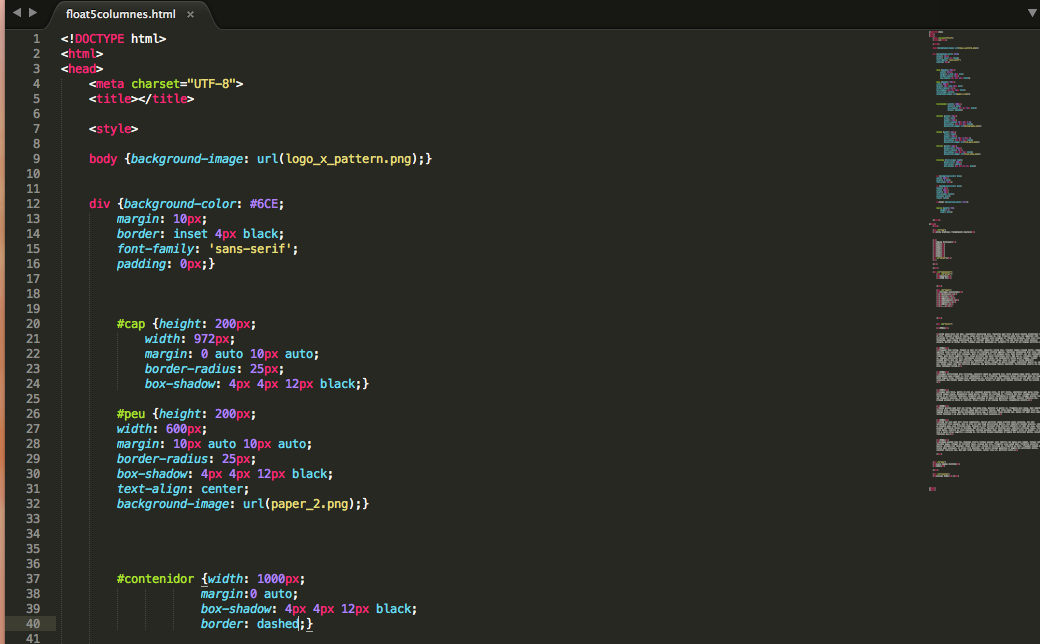 float5columnes.html ×
1 <!DOCTYPE html>
2 <html>
3 <head>
4 <meta charset="UTF-8">
5 <title></title>
6
7 <style>
8
9 body {background-image: url(logo_x_pattern.png);}
10
11
12 div {background-color: #6CE;
13 margin: 10px;
14 border: inset 4px black;
15 font-family: 'sans-serif';
16 padding: 0px;}
17
18
19
20 #cap {height: 200px;
21 width: 972px;
22 margin: 0 auto 10px auto;
23 border-radius: 25px;
24 box-shadow: 4px 4px 12px black;}
25
26 #peu {height: 200px;
27 width: 600px;
28 margin: 10px auto 10px auto;
29 border-radius: 25px;
30 box-shadow: 4px 4px 12px black;
31 text-align: center;
32 background-image: url(paper_2.png);}
33
34
35
36
37 #contenidor {width: 1000px;
38 margin:0 auto;
39 box-shadow: 4px 4px 12px black;
40 border: dashed;}
41